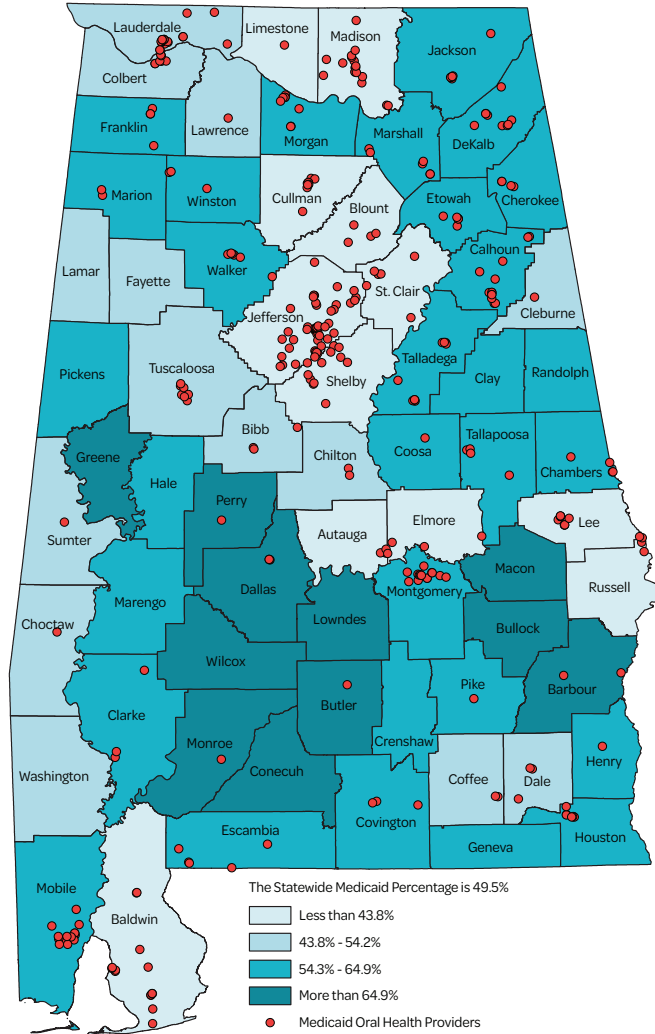 Lauderdale
Limestone
Madison
Jackson
Colbert
Franklin
Lawrence
Morgan
Marshall
DeKalb
Marion
Winston
Cullman
Blount
Etowah
Cherokee
Lamar
Fayette
Walker
Calhoun
St. Clair
Cleburne
Jefferson
Talladega
Pickens
Tuscaloosa
Shelby
Clay
Randolph
Bibb
Chilton
Coosa
Tallapoosa
Chambers
Greene
Hale
Perry
Sumter
Autauga
Elmore
Lee
Macon
Russell
Marengo
Dallas
Montgomery
Lowndes
Choctaw
Bullock
Wilcox
Butler
Pike
Barbour
Clarke
Monroe
Crenshaw
Henry
Washington
Conecuh
Coffee
Dale
Escambia
Covington
Geneva
Houston
Mobile
Baldwin
The Statewide Medicaid Percentage is 49.5%
Less than 43.8%
43.8% - 54.2%
54.3% - 64.9%
More than 64.9%
Medicaid Oral Health Providers